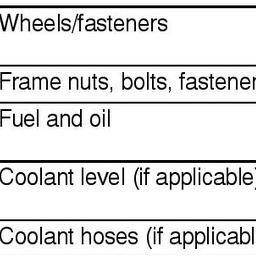 Wheels/fasteners
Frame nuts, bolts, fastener
Fuel and oil
Coolant level (if applicable)
Coolant hoses (if applicabl